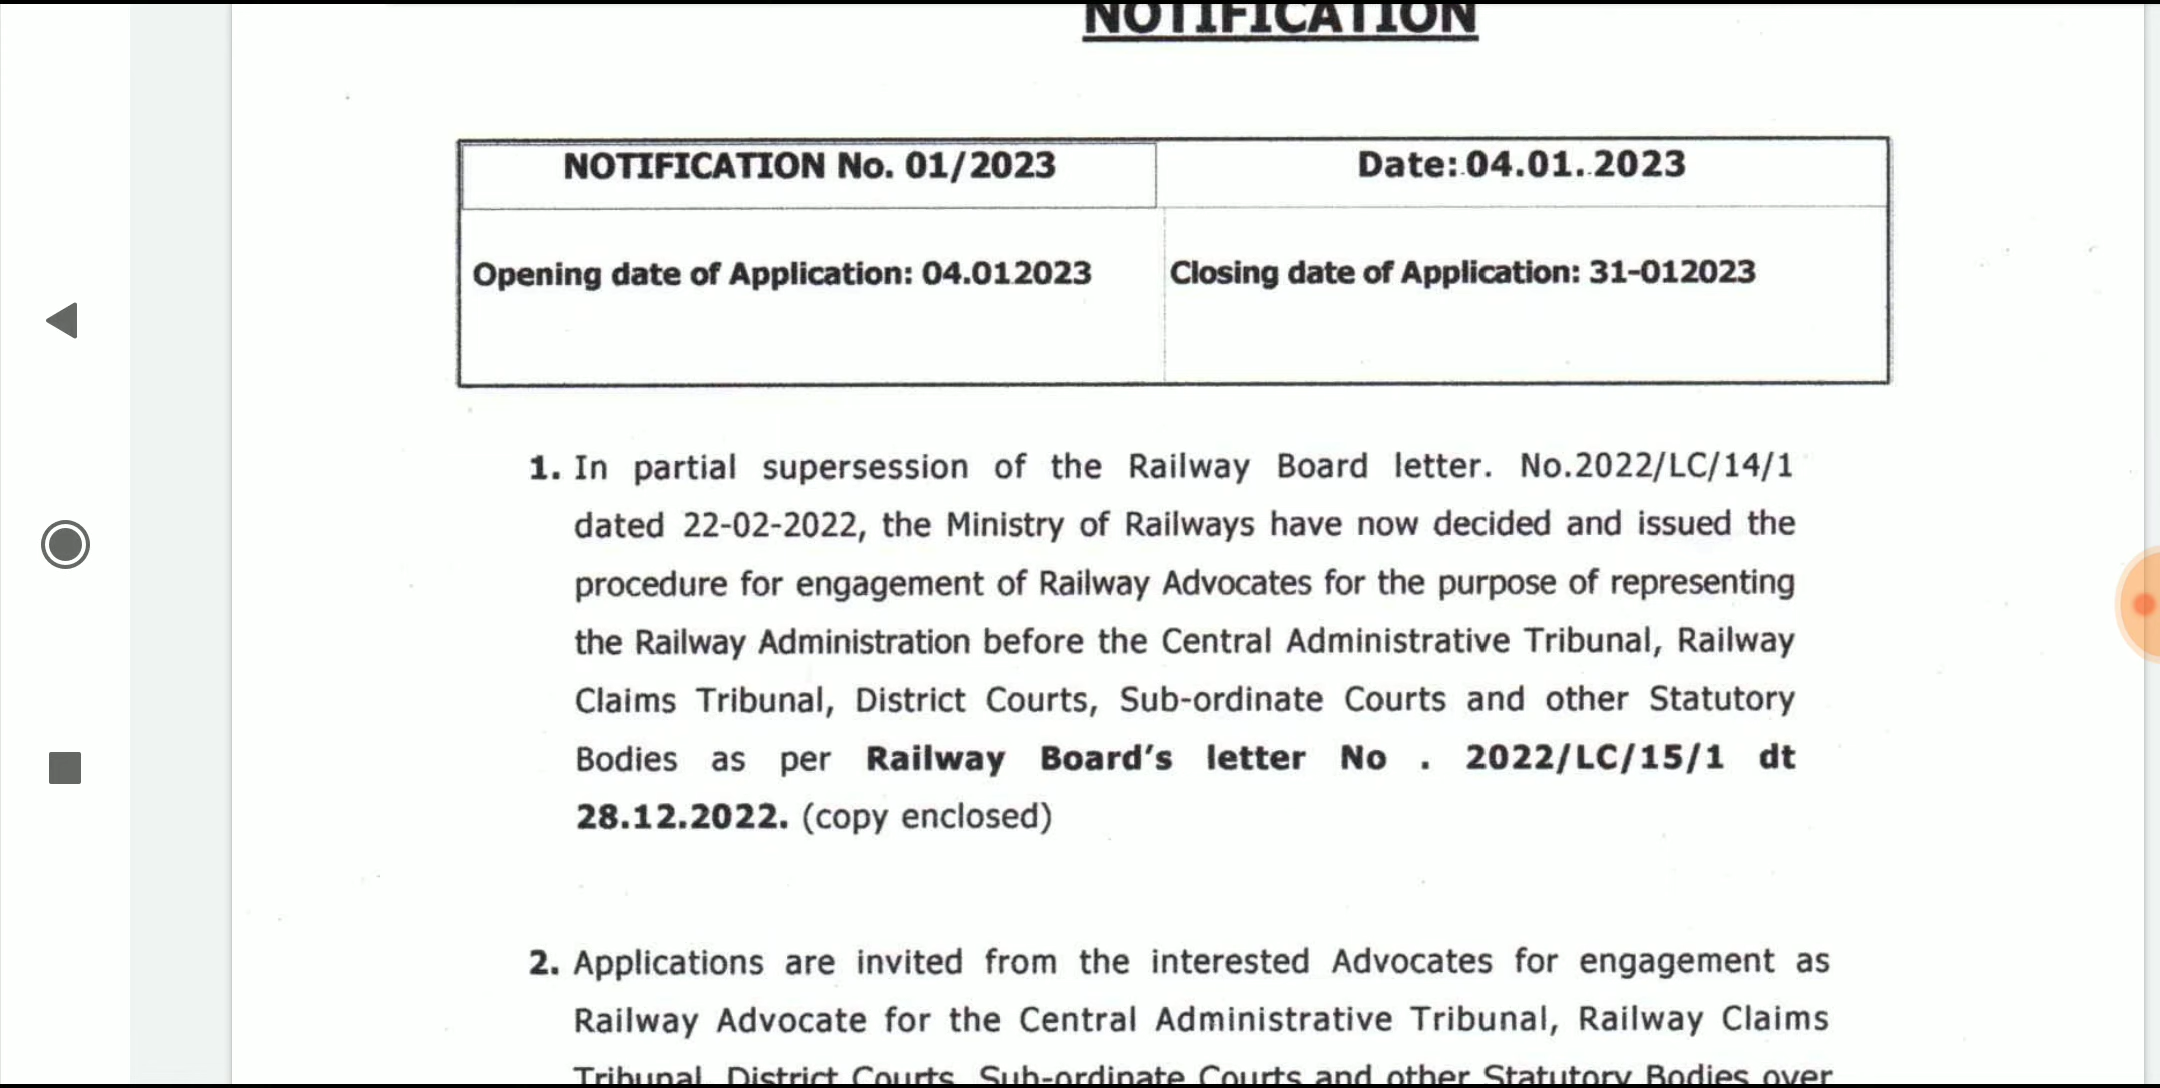 NOTIFICATION
NOTIFICATION No. 01/2023
Date: 04.01..2023
Opening date of Application: 04.012023
Closing date of Application: 31-012023
1. In partial supersession of the Railway Board letter. No.2022/LC/14/1
dated 22-02-2022, the Ministry of Railways have now decided and issued the
procedure for engagement of Railway Advocates for the purpose of representing
the Railway Administration before the Central Administrative Tribunal, Railway
Claims Tribunal, District Courts, Sub-ordinate Courts and other Statutory
Bodies as per Railway Board's letter No . 2022/LC/15/1 dt
28.12.2022. (copy enclosed)
2. Applications are invited from the interested Advocates for engagement as
Railway Advocate for the Central Administrative Tribunal, Railway Claims
Tribunal, District Courts, Sub-ordinate Courts and other Statutory Bodies over